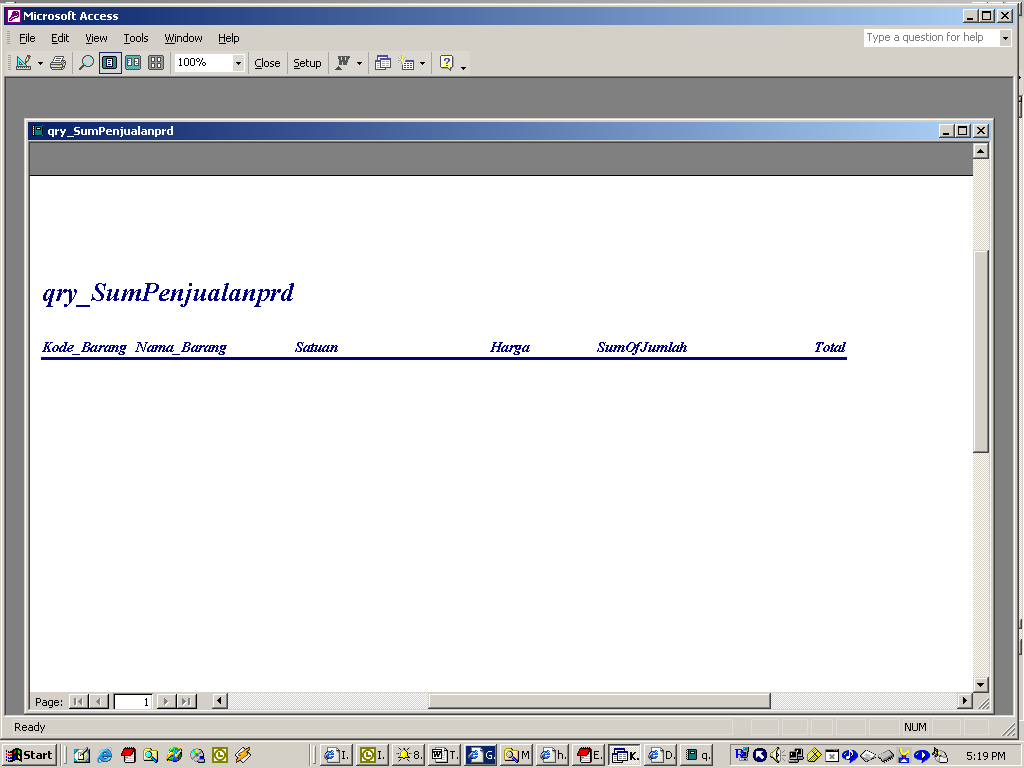 Microsoft Access
File Edit View Tools Window Help
Type a question for help
100% Close Setup
qry_SumPenjualanprd
qry_SumPenjualanprd
Kode_Barang Nama_Barang Satuan Harga SumOfJumlah Total
Page: 1
Ready NUM
Start I. I. 8. T. G. M h. E. K. D. q. 5:19 PM